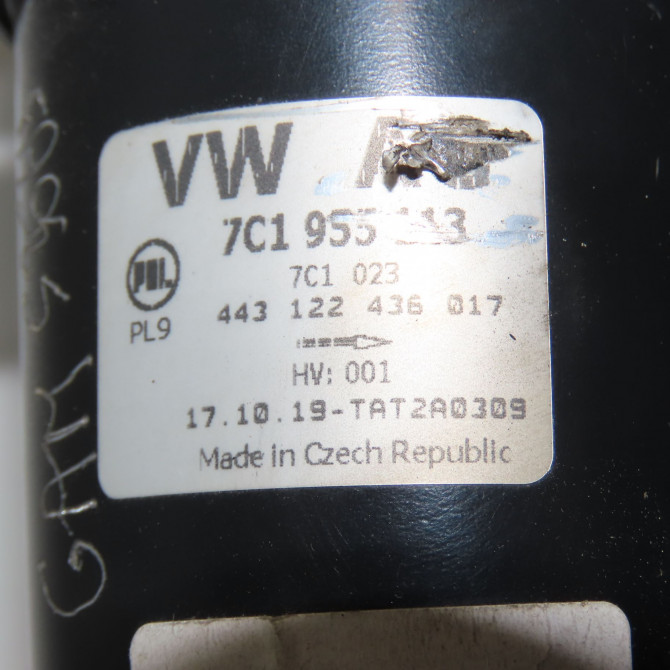 VW
7C1 955
7C1 023
PAL
PL9
443 122 436 017
HV: 001
17.10.19-TAT2A0309
Made in Czech Republic